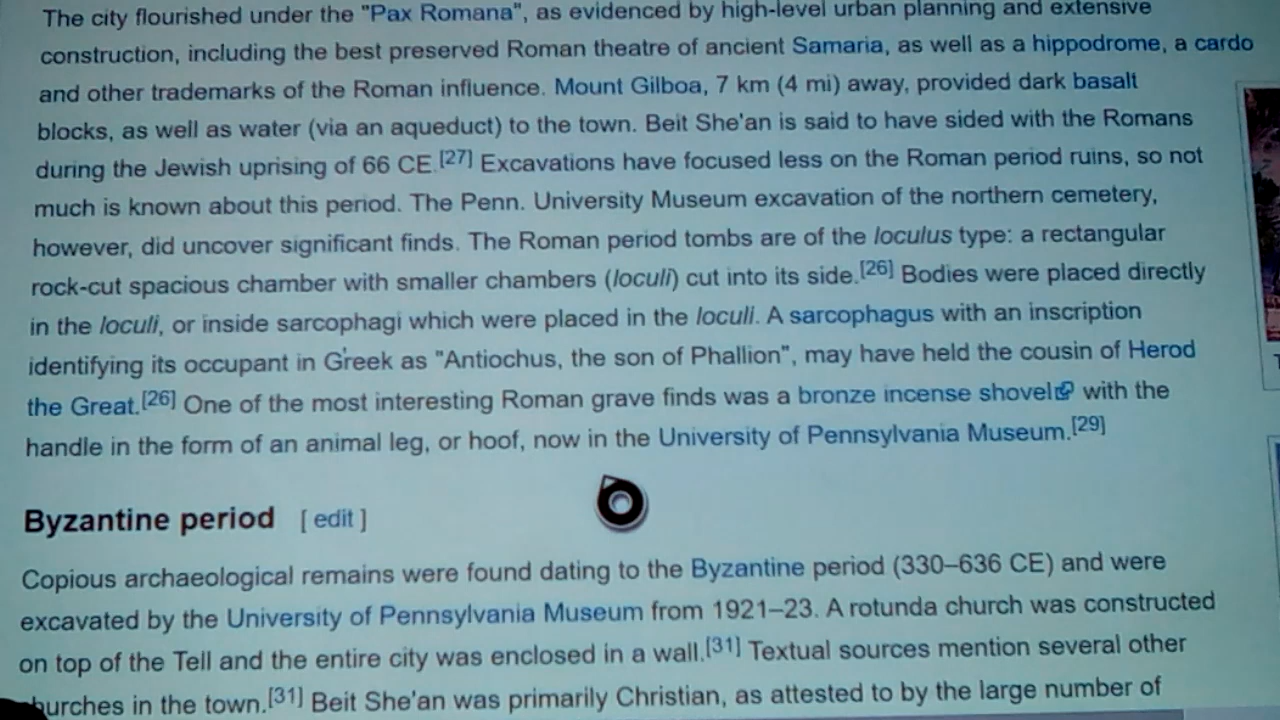 The city flourished under the "Pax Romana", as evidenced by high-level urban planning and extensive
construction, including the best preserved Roman theatre of ancient Samaria, as well as a hippodrome, a cardo
and other trademarks of the Roman influence. Mount Gilboa, 7 km (4 mi) away, provided dark basalt
blocks, as well as water (via an aqueduct) to the town. Beit She'an is said to have sided with the Romans
during the Jewish uprising of 66 CE.[27] Excavations have focused less on the Roman period ruins, so not
much is known about this period. The Penn. University Museum excavation of the northern cemetery,
however, did uncover significant finds. The Roman period tombs are of the loculus type: a rectangular
rock-cut spacious chamber with smaller chambers (loculi) cut into its side.[26] Bodies were placed directly
in the loculi, or inside sarcophagi which were placed in the loculi. A sarcophagus with an inscription
identifying its occupant in Greek as "Antiochus, the son of Phallion", may have held the cousin of Herod
the Great.[26] One of the most interesting Roman grave finds was a bronze incense shovel with the
handle in the form of an animal leg, or hoof, now in the University of Pennsylvania Museum.[29]
Byzantine period [ edit ]
Copious archaeological remains were found dating to the Byzantine period (330–636 CE) and were
excavated by the University of Pennsylvania Museum from 1921–23. A rotunda church was constructed
on top of the Tell and the entire city was enclosed in a wall.[31] Textual sources mention several other
churches in the town.[31] Beit She'an was primarily Christian, as attested to by the large number of